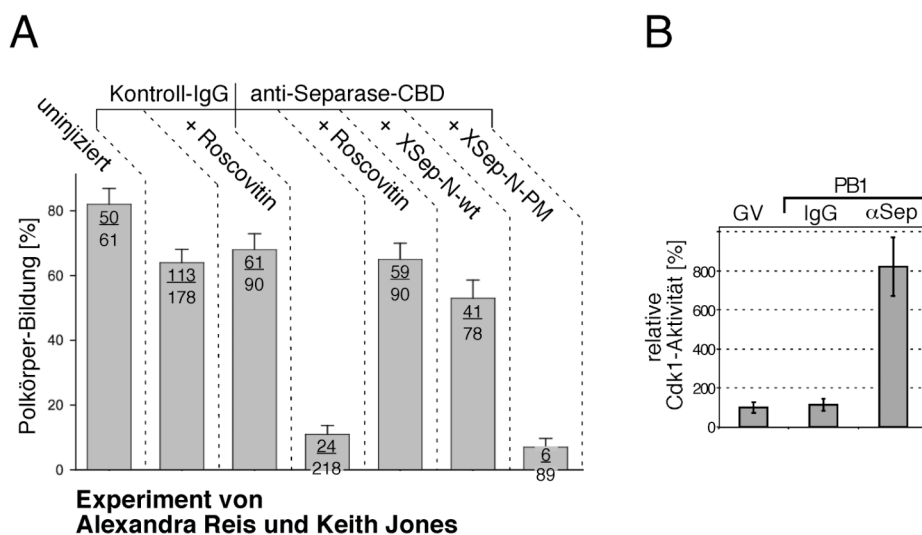 A
B
Kontroll-IgG
anti-Separase-CBD
uninjiziert
+ Roscovitin
+ Roscovitin
+ XSep-N-wt
+ XSep-N-PM
Polkörper-Bildung [%]
80
60
40
20
0
50
61
113
178
61
90
24
218
59
90
41
78
6
89
Experiment von
Alexandra Reis und Keith Jones
PB1
GV
IgG
αSep
relative
Cdk1-Aktivität [%]
800
600
400
200
0